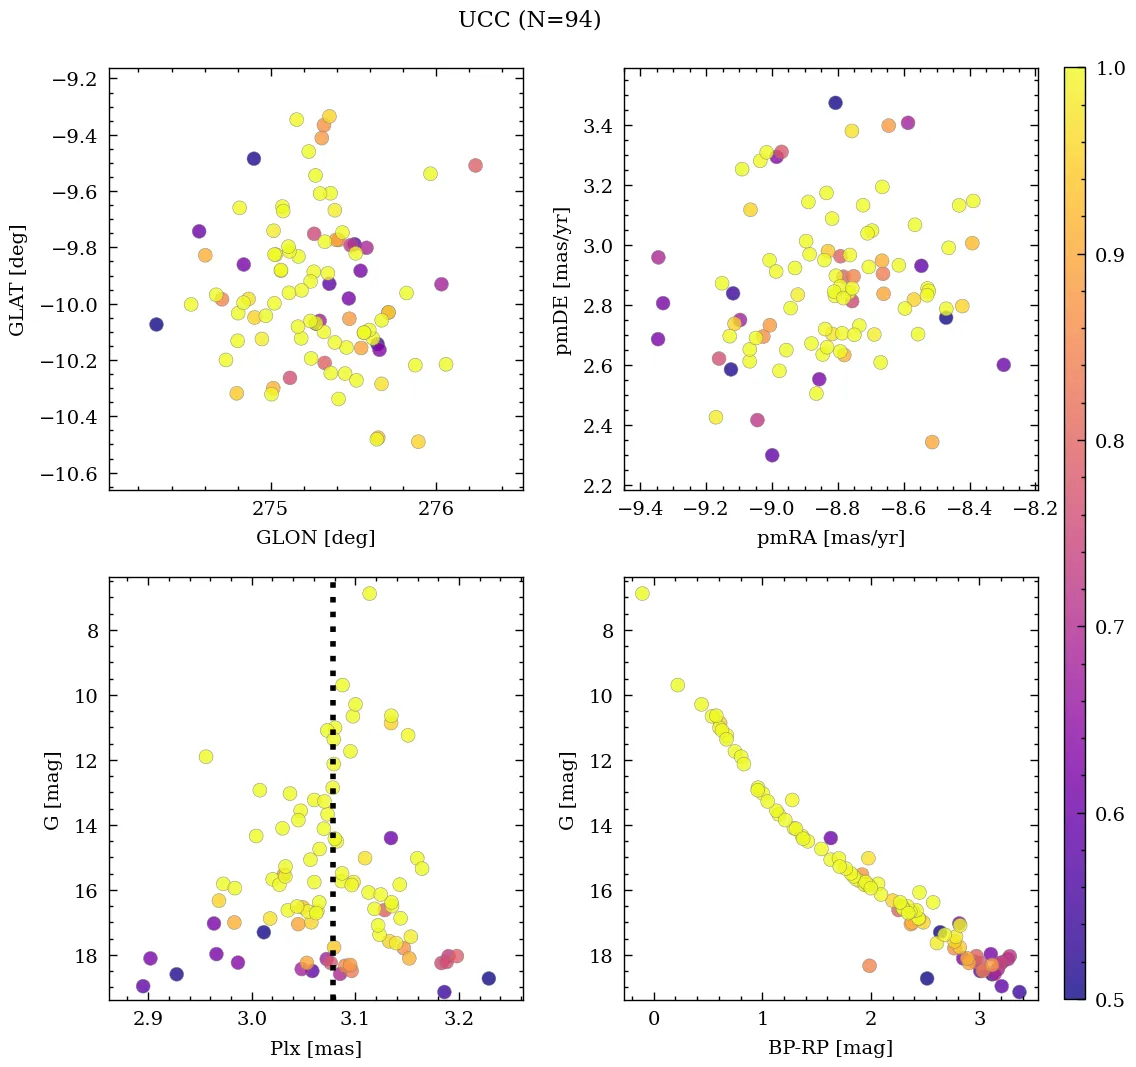 UCC (N=94)
−9.2
−9.4
−9.6
−9.8
−10.0
−10.2
−10.4
−10.6
GLAT [deg]
275 276
GLON [deg]
3.4
3.2
3.0
2.8
2.6
2.4
2.2
pmDE [mas/yr]
−9.4 −9.2 −9.0 −8.8 −8.6 −8.4 −8.2
pmRA [mas/yr]
1.0
0.9
0.8
0.7
0.6
0.5
8
10
12
14
16
18
G [mag]
2.9 3.0 3.1 3.2
Plx [mas]
8
10
12
14
16
18
G [mag]
0 1 2 3
BP-RP [mag]